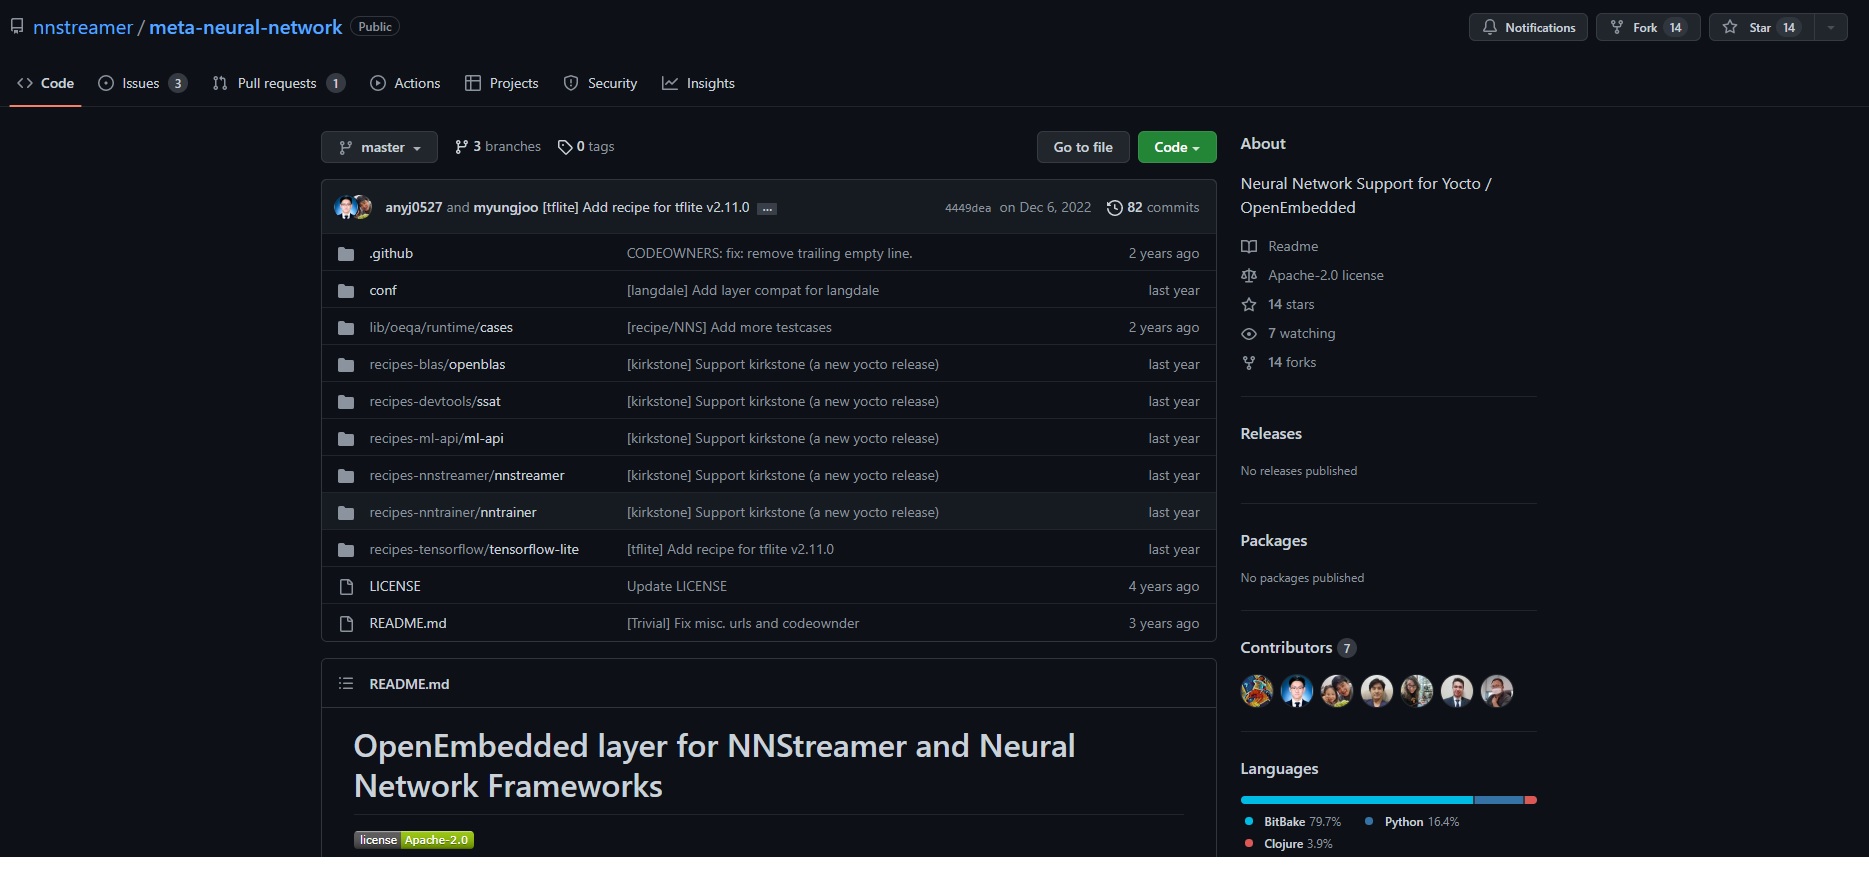 nnstreamer / meta-neural-network Public
Notifications Fork 14 Star 14
Code Issues 3 Pull requests 1 Actions Projects Security Insights
master 3 branches 0 tags Go to file Code
anyj0527 and myungjoo [tflite] Add recipe for tflite v2.11.0 ... 4449dea on Dec 6, 2022 82 commits
.github CODEOWNERS: fix: remove trailing empty line. 2 years ago
conf [langdale] Add layer compat for langdale last year
lib/oeqa/runtime/cases [recipe/NNS] Add more testcases 2 years ago
recipes-blas/openblas [kirkstone] Support kirkstone (a new yocto release) last year
recipes-devtools/ssat [kirkstone] Support kirkstone (a new yocto release) last year
recipes-ml-api/ml-api [kirkstone] Support kirkstone (a new yocto release) last year
recipes-nnstreamer/nnstreamer [kirkstone] Support kirkstone (a new yocto release) last year
recipes-nntrainer/nntrainer [kirkstone] Support kirkstone (a new yocto release) last year
recipes-tensorflow/tensorflow-lite [tflite] Add recipe for tflite v2.11.0 last year
LICENSE Update LICENSE 4 years ago
README.md [Trivial] Fix misc. urls and codeownder 3 years ago
README.md
OpenEmbedded layer for NNStreamer and Neural
Network Frameworks
license Apache-2.0
About
Neural Network Support for Yocto /
OpenEmbedded
Readme
Apache-2.0 license
14 stars
7 watching
14 forks
Releases
No releases published
Packages
No packages published
Contributors 7
Languages
BitBake 79.7% Python 16.4%
Clojure 3.9%